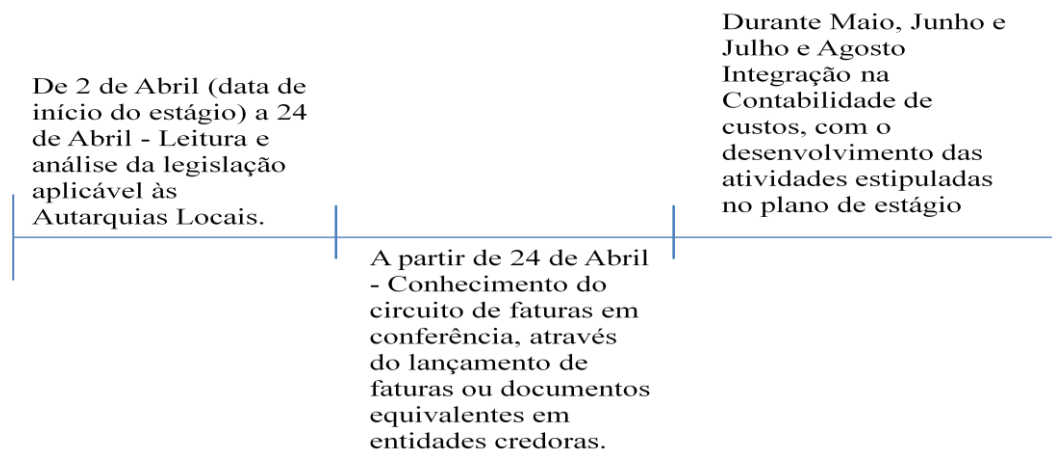 De 2 de Abril (data de
início do estágio) a 24
de Abril - Leitura e
análise da legislação
aplicável às
Autarquias Locais.
A partir de 24 de Abril
- Conhecimento do
circuito de faturas em
conferência, através
do lançamento de
faturas ou documentos
equivalentes em
entidades credoras.
Durante Maio, Junho e
Julho e Agosto
Integração na
Contabilidade de
custos, com o
desenvolvimento das
atividades estipuladas
no plano de estágio